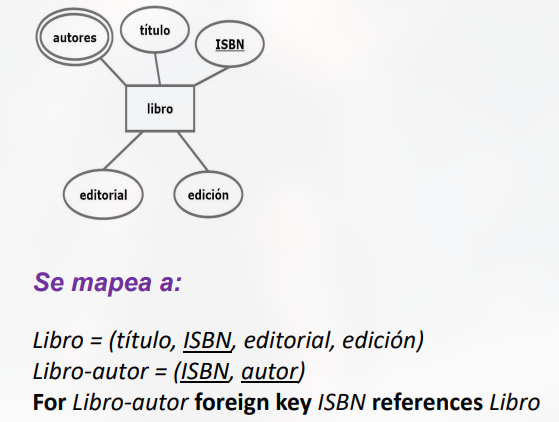 autores
título
ISBN
libro
editorial
edición
Se mapea a:
Libro = (título, ISBN, editorial, edición)
Libro-autor = (ISBN, autor)
For Libro-autor foreign key ISBN references Libro